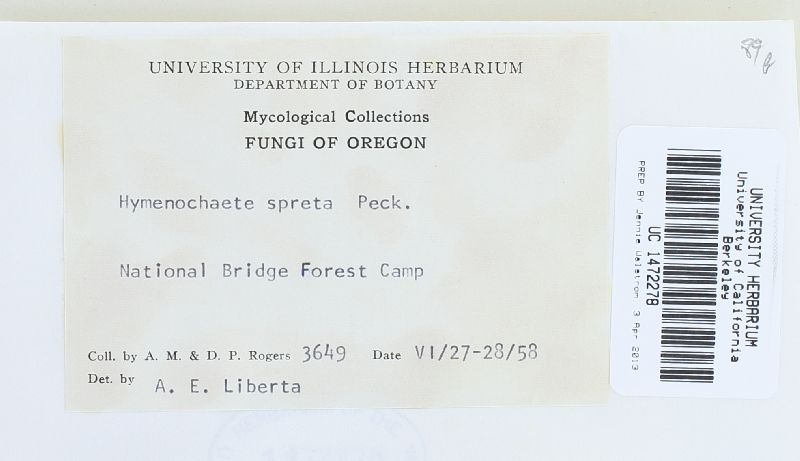 UNIVERSITY OF ILLINOIS HERBARIUM
DEPARTMENT OF BOTANY
Mycological Collections
FUNGI OF OREGON
Hymenochaete spreta Peck.
National Bridge Forest Camp
Coll. by A. M. & D. P. Rogers 3649 Date VI/27-28/58
Det. by A. E. Liberta
UNIVERSITY HERBARIUM
University of California
Berkeley
UC 1472278
PREP BY Jennie Walstrom 3 Apr 2013